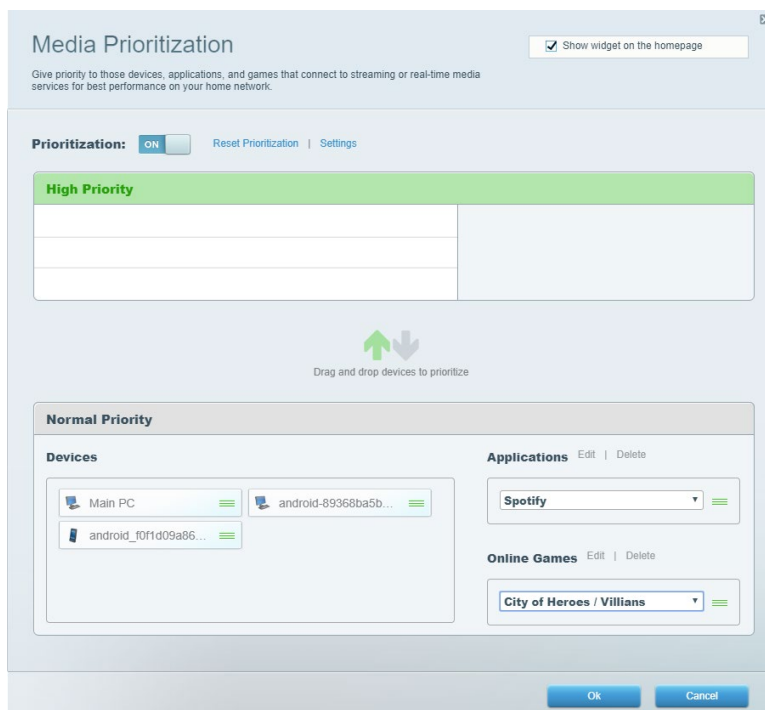 Media Prioritization
Show widget on the homepage
Give priority to those devices, applications, and games that connect to streaming or real-time media
services for best performance on your home network.
Prioritization: ON Reset Prioritization | Settings
High Priority
Drag and drop devices to prioritize
Normal Priority
Devices
Main PC
android-89368ba5b...
android_f0f1d09a86...
Applications Edit | Delete
Spotify
Online Games Edit | Delete
City of Heroes / Villians
Ok
Cancel